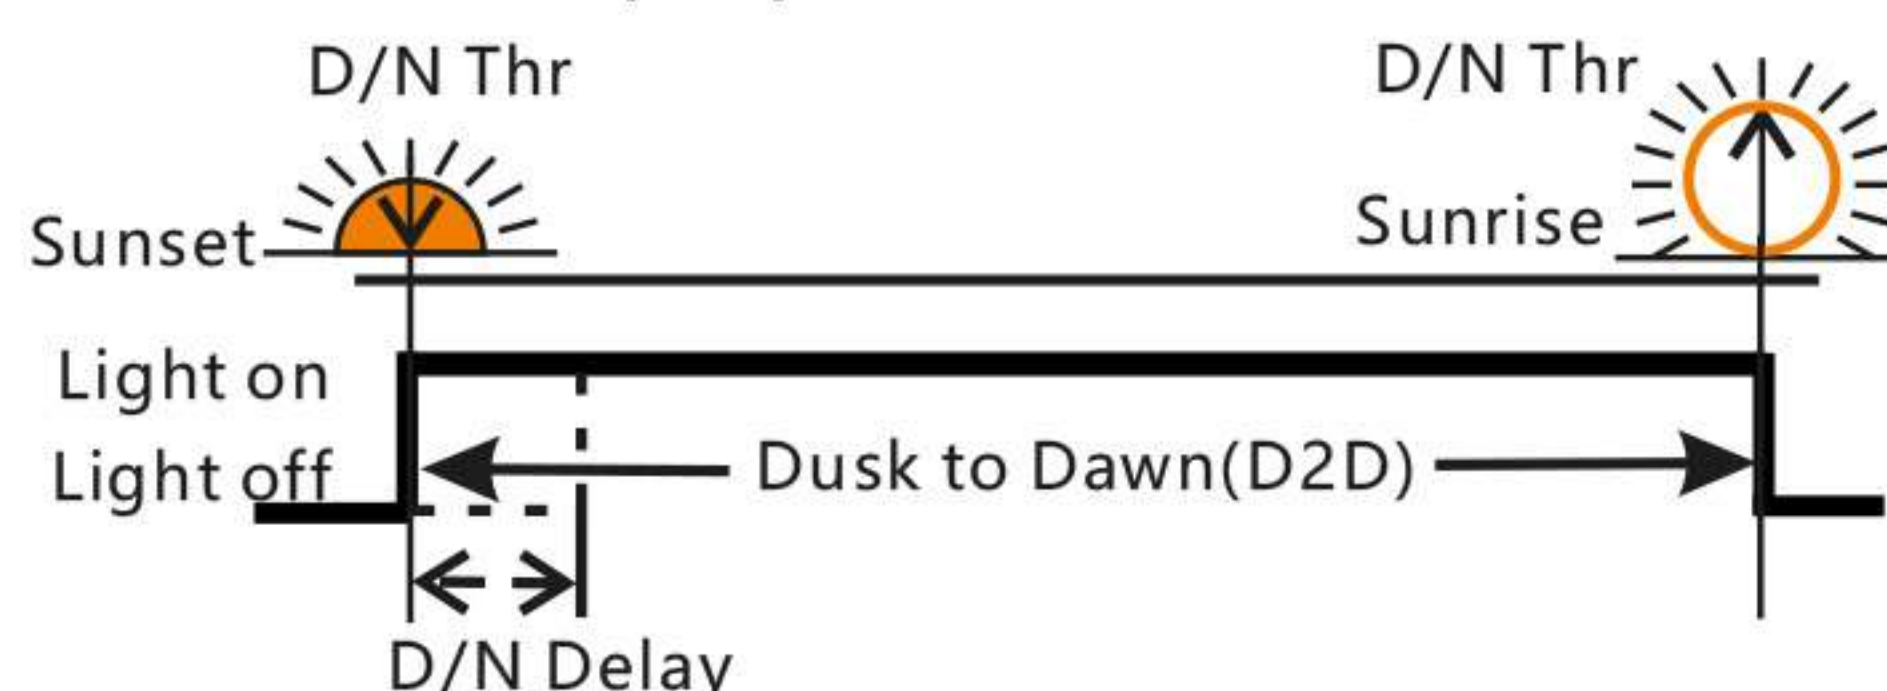 D/N Thr
D/N Thr
Sunset
Sunrise
Light on
Light off
Dusk to Dawn(D2D)
D/N Delay